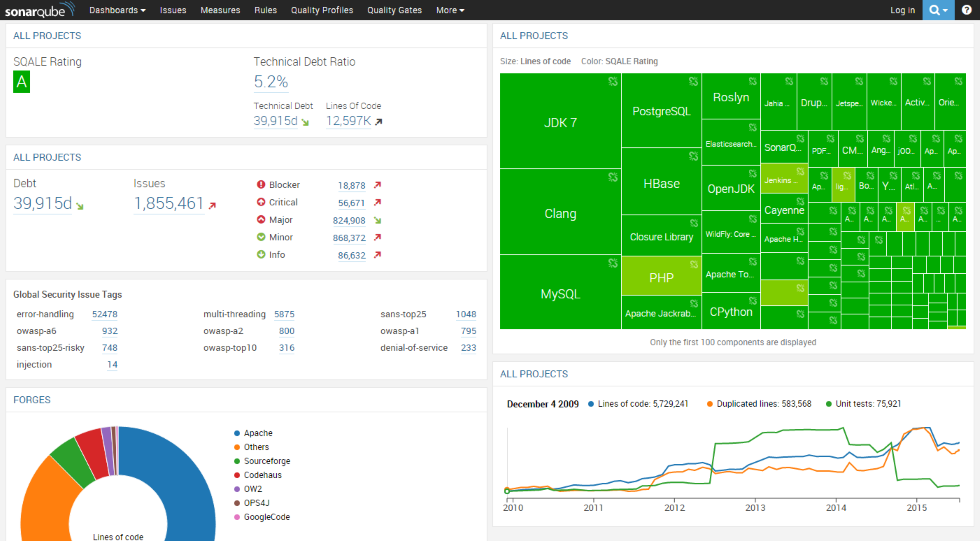 sonarqube Dashboards Issues Measures Rules Quality Profiles Quality Gates More Log in ?
ALL PROJECTS
SQALE Rating
A
Technical Debt Ratio
5.2%
Technical Debt Lines Of Code
39,915d 12,597K
ALL PROJECTS
Debt
39,915d
Issues
1,855,461
Blocker 18,878
Critical 56,671
Major 824,908
Minor 868,372
Info 86,632
Global Security Issue Tags
error-handling 52478 multi-threading 5875 sans-top25 1048
owasp-a6 932 owasp-a2 800 owasp-a1 795
sans-top25-risky 748 owasp-top10 316 denial-of-service 233
injection 14
FORGES
Lines of code
Apache
Others
Sourceforge
Codehaus
OW2
OPS4J
GoogleCode
ALL PROJECTS
Size: Lines of code Color: SQALE Rating
JDK 7
Clang
MySQL
PostgreSQL
HBase
Closure Library
PHP
Apache Jackrab...
Roslyn
Elasticsearch...
OpenJDK
WildFly: Core ...
Apache To...
CPython
Jahia ... Drup... Jetspe... Wicke... Activ... Orie...
SonarQ... PDF... CM... Ang... jOO... Ap... Ap...
Jenkins ... Ap... lig... Bo... Y... Atl... A...
Cayenne A... A... A... A... A... ... A...
Apache H...
Only the first 100 components are displayed
ALL PROJECTS
December 4 2009 Lines of code: 5,729,241 Duplicated lines: 583,568 Unit tests: 75,921
2010 2011 2012 2013 2014 2015